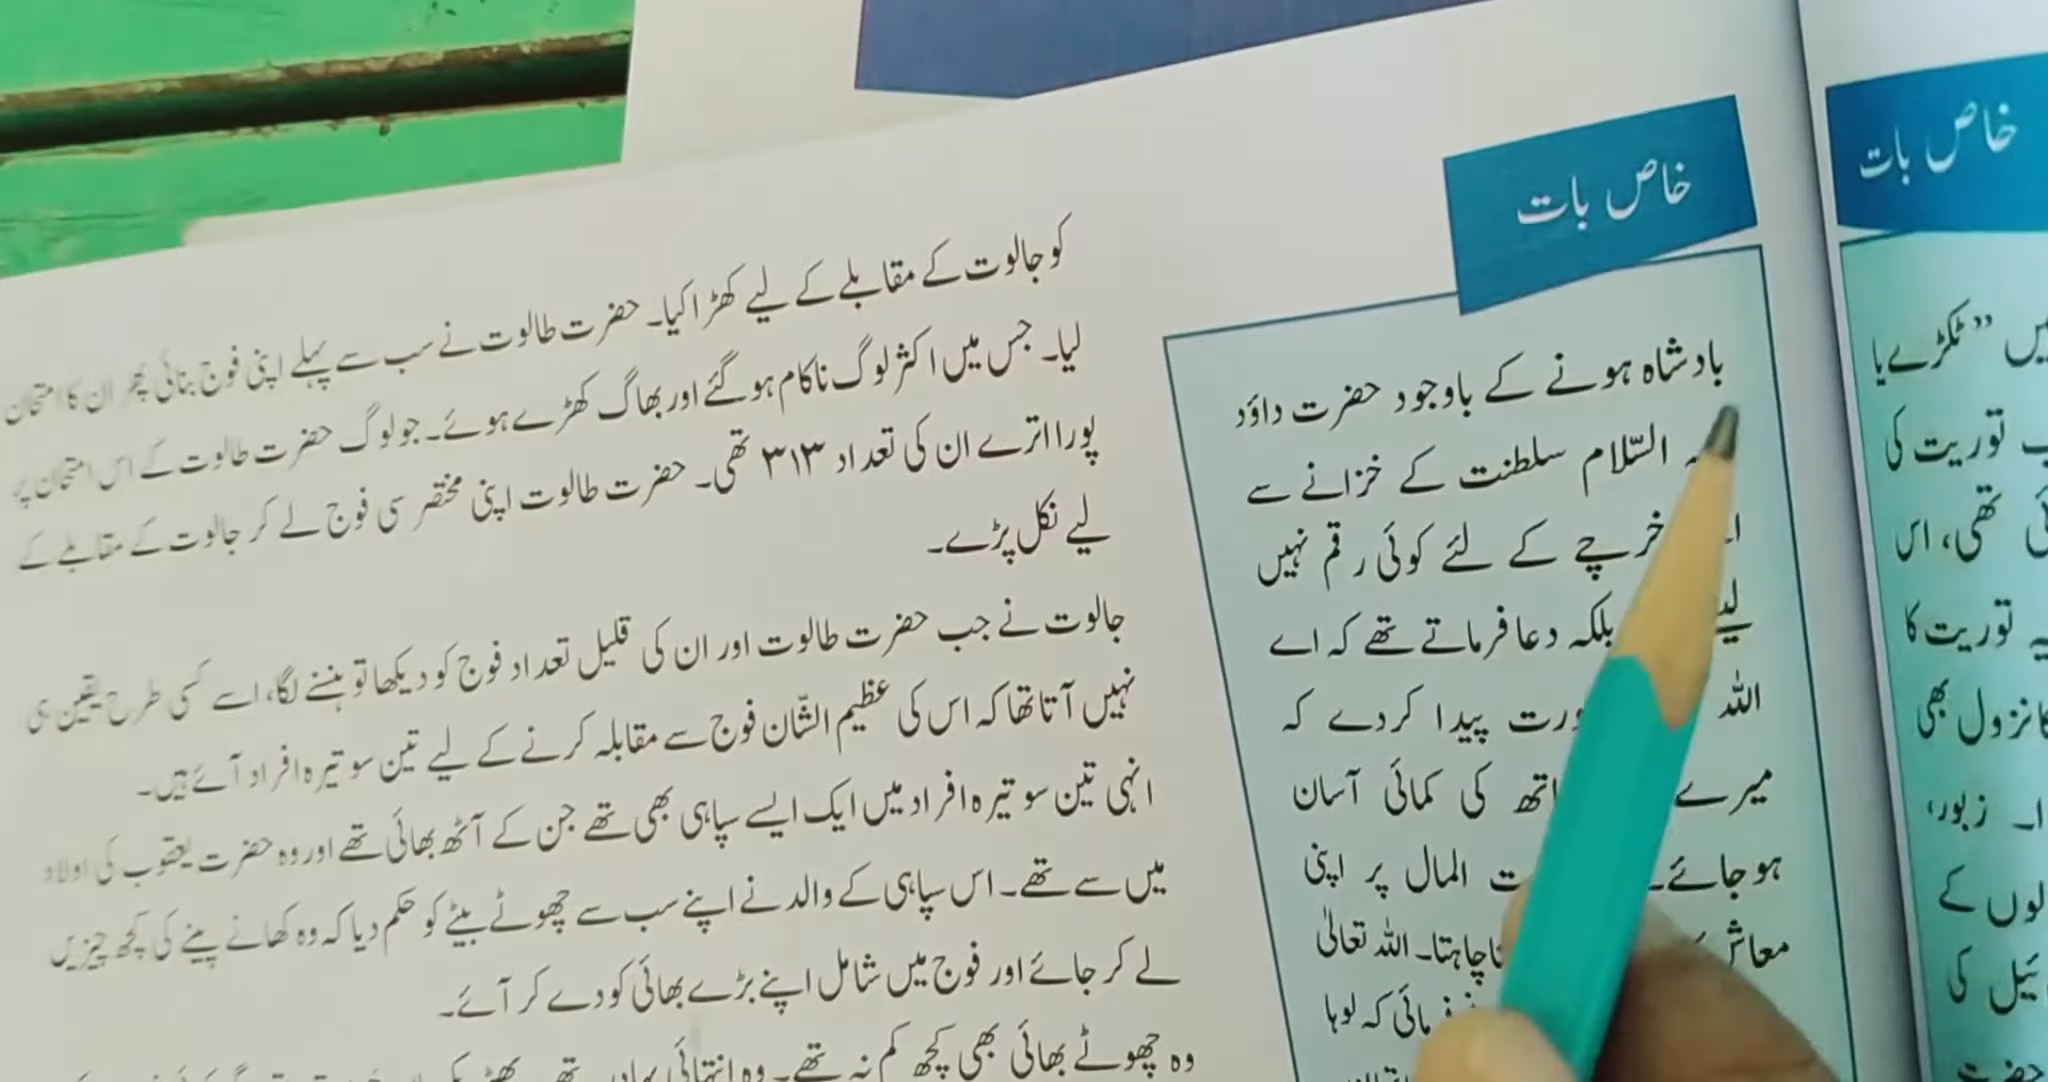 خاص بات
بادشاہ ہونے کے باوجود حضرت داؤد
السّلام سلطنت کے خزانے سے
خرچے کے لئے کوئی رقم نہیں
بلکہ دعا فرماتے تھے کہ اے
اللہ پیدا کردے کہ
میرے کی کمائی آسان
ہو جائے۔ المال پر اپنی
معاش چاہتا۔ اللہ تعالیٰ
فرمائی کہ لوہا
کو جالوت کے مقابلے کے لیے کھڑا کیا۔ حضرت طالوت نے سب سے پہلے اپنی فوج بنائی پھر ان کا امتحان
لیا۔ جس میں اکثر لوگ ناکام ہو گئے اور بھاگ کھڑے ہوئے۔ جو لوگ حضرت طالوت کے اس امتحان پر
پورا اترے ان کی تعداد ۳۱۳ تھی۔ حضرت طالوت اپنی مختصر سی فوج لے کر جالوت کے مقابلے کے
لیے نکل پڑے۔
جالوت نے جب حضرت طالوت اور ان کی قلیل تعداد فوج کو دیکھا تو ہنسنے لگا، اسے کسی طرح یقین ہی
نہیں آتا تھا کہ اس کی عظیم الشّان فوج سے مقابلہ کرنے کے لیے تین سو تیرہ افراد آئے ہیں۔
انہی تین سو تیرہ افراد میں ایک ایسے سپاہی بھی تھے جن کے آٹھ بھائی تھے اور وہ حضرت یعقوب کی اولاد
میں سے تھے۔ اس سپاہی کے والد نے اپنے سب سے چھوٹے بیٹے کو حکم دیا کہ وہ کھانے پینے کی کچھ چیزیں
لے کر جائے اور فوج میں شامل اپنے بڑے بھائی کو دے کر آئے۔
وہ چھوٹے بھائی بھی کچھ کم نہ تھے۔ وہ انتہائی
خاص بات
"ٹکڑے یا
توریت کی
تھی، اس
توریت کا
نزول بھی
زبور،
کے
کی
حضرت